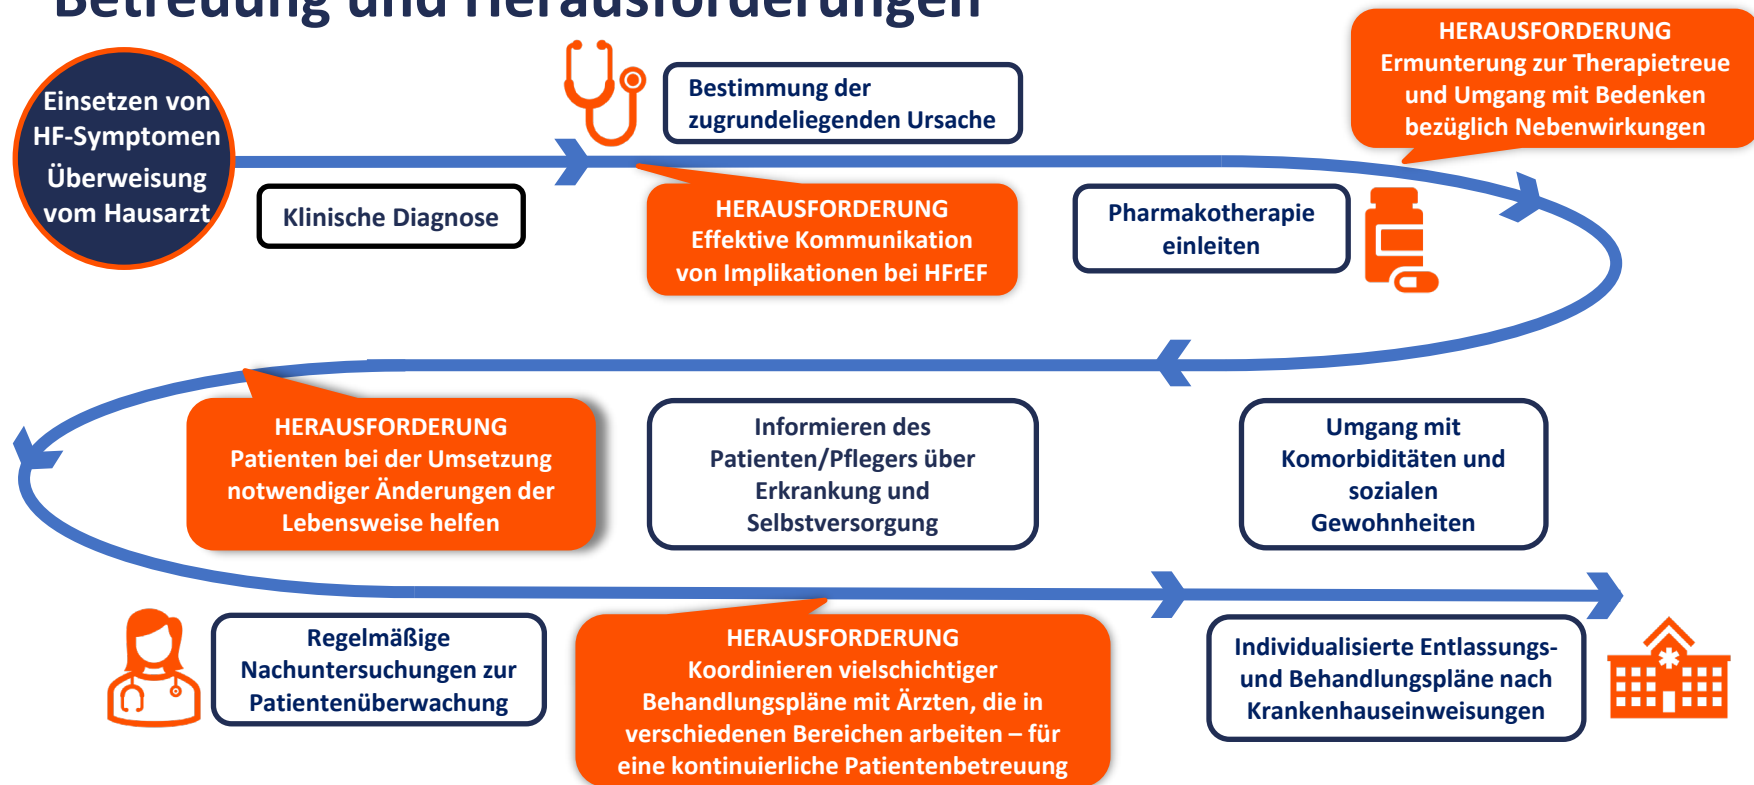 Betreuung und Herausforderungen
Einsetzen von
HF-Symptomen
Überweisung
vom Hausarzt
Klinische Diagnose
Bestimmung der
zugrundeliegenden Ursache
HERAUSFORDERUNG
Effektive Kommunikation
von Implikationen bei HFrEF
Pharmakotherapie
einleiten
HERAUSFORDERUNG
Ermunterung zur Therapietreue
und Umgang mit Bedenken
bezüglich Nebenwirkungen
Umgang mit
Komorbiditäten und
sozialen
Gewohnheiten
Informieren des
Patienten/Pflegers über
Erkrankung und
Selbstversorgung
HERAUSFORDERUNG
Patienten bei der Umsetzung
notwendiger Änderungen der
Lebensweise helfen
Regelmäßige
Nachuntersuchungen zur
Patientenüberwachung
HERAUSFORDERUNG
Koordinieren vielschichtiger
Behandlungspläne mit Ärzten, die in
verschiedenen Bereichen arbeiten – für
eine kontinuierliche Patientenbetreuung
Individualisierte Entlassungs-
und Behandlungspläne nach
Krankenhauseinweisungen